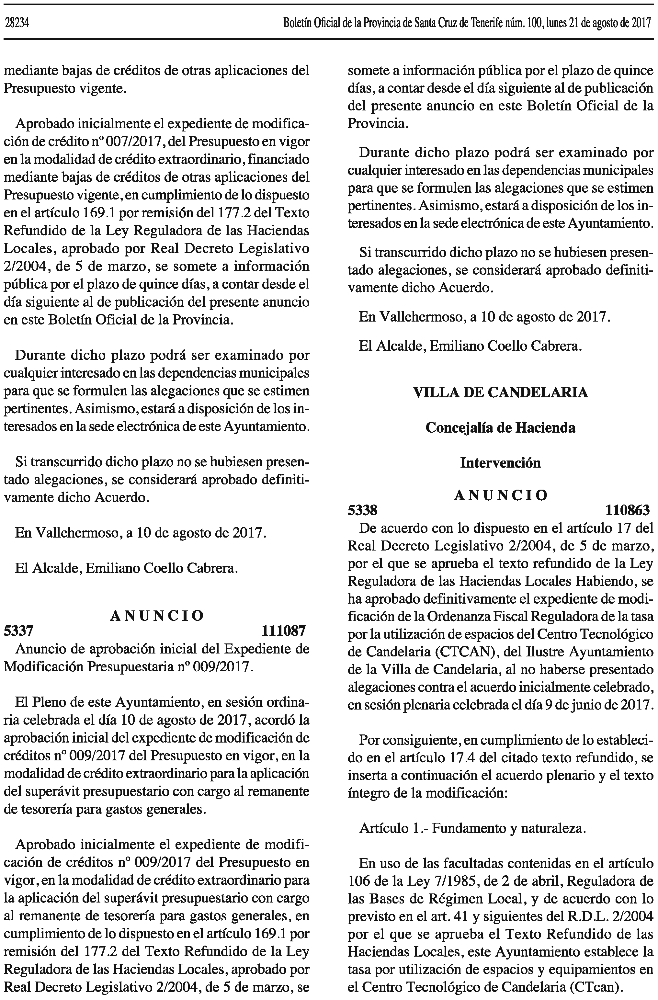 28234
Boletín Oficial de la Provincia de Santa Cruz de Tenerife núm. 100, lunes 21 de agosto de 2017
mediante bajas de créditos de otras aplicaciones del
Presupuesto vigente.
Aprobado inicialmente el expediente de modifica-
ción de crédito nº 007/2017, del Presupuesto en vigor
en la modalidad de crédito extraordinario, financiado
mediante bajas de créditos de otras aplicaciones del
Presupuesto vigente, en cumplimiento de lo dispuesto
en el artículo 169.1 por remisión del 177.2 del Texto
Refundido de la Ley Reguladora de las Haciendas
Locales, aprobado por Real Decreto Legislativo
2/2004, de 5 de marzo, se somete a información
pública por el plazo de quince días, a contar desde el
día siguiente al de publicación del presente anuncio
en este Boletín Oficial de la Provincia.
Durante dicho plazo podrá ser examinado por
cualquier interesado en las dependencias municipales
para que se formulen las alegaciones que se estimen
pertinentes. Asimismo, estará a disposición de los in-
teresados en la sede electrónica de este Ayuntamiento.
Si transcurrido dicho plazo no se hubiesen presen-
tado alegaciones, se considerará aprobado definiti-
vamente dicho Acuerdo.
En Vallehermoso, a 10 de agosto de 2017.
El Alcalde, Emiliano Coello Cabrera.
ANUNCIO
5337 111087
Anuncio de aprobación inicial del Expediente de
Modificación Presupuestaria nº 009/2017.
El Pleno de este Ayuntamiento, en sesión ordina-
ria celebrada el día 10 de agosto de 2017, acordó la
aprobación inicial del expediente de modificación de
créditos nº 009/2017 del Presupuesto en vigor, en la
modalidad de crédito extraordinario para la aplicación
del superávit presupuestario con cargo al remanente
de tesorería para gastos generales.
Aprobado inicialmente el expediente de modifi-
cación de créditos nº 009/2017 del Presupuesto en
vigor, en la modalidad de crédito extraordinario para
la aplicación del superávit presupuestario con cargo
al remanente de tesorería para gastos generales, en
cumplimiento de lo dispuesto en el artículo 169.1 por
remisión del 177.2 del Texto Refundido de la Ley
Reguladora de las Haciendas Locales, aprobado por
Real Decreto Legislativo 2/2004, de 5 de marzo, se
somete a información pública por el plazo de quince
días, a contar desde el día siguiente al de publicación
del presente anuncio en este Boletín Oficial de la
Provincia.
Durante dicho plazo podrá ser examinado por
cualquier interesado en las dependencias municipales
para que se formulen las alegaciones que se estimen
pertinentes. Asimismo, estará a disposición de los in-
teresados en la sede electrónica de este Ayuntamiento.
Si transcurrido dicho plazo no se hubiesen presen-
tado alegaciones, se considerará aprobado definiti-
vamente dicho Acuerdo.
En Vallehermoso, a 10 de agosto de 2017.
El Alcalde, Emiliano Coello Cabrera.
VILLA DE CANDELARIA
Concejalía de Hacienda
Intervención
ANUNCIO
5338 110863
De acuerdo con lo dispuesto en el artículo 17 del
Real Decreto Legislativo 2/2004, de 5 de marzo,
por el que se aprueba el texto refundido de la Ley
Reguladora de las Haciendas Locales Habiendo, se
ha aprobado definitivamente el expediente de modi-
ficación de la Ordenanza Fiscal Reguladora de la tasa
por la utilización de espacios del Centro Tecnológico
de Candelaria (CTCAN), del Ilustre Ayuntamiento
de la Villa de Candelaria, al no haberse presentado
alegaciones contra el acuerdo inicialmente celebrado,
en sesión plenaria celebrada el día 9 de junio de 2017.
Por consiguiente, en cumplimiento de lo estableci-
do en el artículo 17.4 del citado texto refundido, se
inserta a continuación el acuerdo plenario y el texto
íntegro de la modificación:
Artículo 1.- Fundamento y naturaleza.
En uso de las facultadas contenidas en el artículo
106 de la Ley 7/1985, de 2 de abril, Reguladora de
las Bases de Régimen Local, y de acuerdo con lo
previsto en el art. 41 y siguientes del R.D.L. 2/2004
por el que se aprueba el Texto Refundido de las
Haciendas Locales, este Ayuntamiento establece la
tasa por utilización de espacios y equipamientos en
el Centro Tecnológico de Candelaria (CTcan).